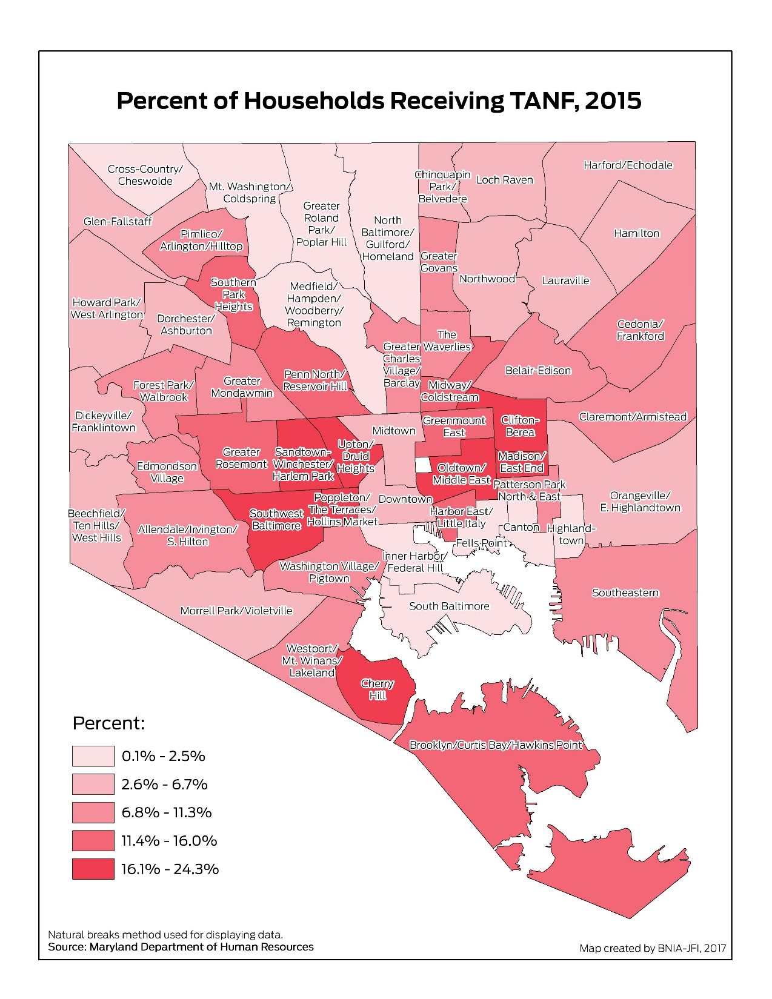 Percent of Households Receiving TANF, 2015
Cross-Country/
Cheswolde
Mt. Washington/
Coldspring
Greater
Roland
Park/
Poplar Hill
North
Baltimore/
Guilford/
Homeland
Chinquapin
Park/
Belvedere
Loch Raven
Harford/Echodale
Glen-Fallstaff
Pimlico/
Arlington/Hilltop
Hamilton
Greater
Govans
Northwood
Lauraville
Southern
Park
Heights
Medfield/
Hampden/
Woodberry/
Remington
Howard Park/
West Arlington
Dorchester/
Ashburton
Cedonia/
Frankford
The
Waverlies
Greater
Charles
Village/
Barclay
Belair-Edison
Penn North/
Reservoir Hill
Forest Park/
Walbrook
Greater
Mondawmin
Midway/
Coldstream
Dickeyville/
Franklintown
Claremont/Armistead
Midtown
Greenmount
East
Clifton-
Berea
Greater
Rosemont
Sandtown-
Winchester/
Harlem Park
Upton/
Druid
Heights
Edmondson
Village
Oldtown/
Middle East
Madison/
East End
Patterson Park
North & East
Orangeville/
E. Highlandtown
Poppleton/
The Terraces/
Hollins Market
Downtown
Beechfield/
Ten Hills/
West Hills
Southwest
Baltimore
Harbor East/
Little Italy
Allendale/Irvington/
S. Hilton
Canton
Highland-
town
Fells Point
Inner Harbor/
Federal Hill
Washington Village/
Pigtown
Southeastern
South Baltimore
Morrell Park/Violetville
Westport/
Mt. Winans/
Lakeland
Cherry
Hill
Brooklyn/Curtis Bay/Hawkins Point
Percent:
0.1% - 2.5%
2.6% - 6.7%
6.8% - 11.3%
11.4% - 16.0%
16.1% - 24.3%
Natural breaks method used for displaying data.
Source: Maryland Department of Human Resources
Map created by BNIA-JFI, 2017